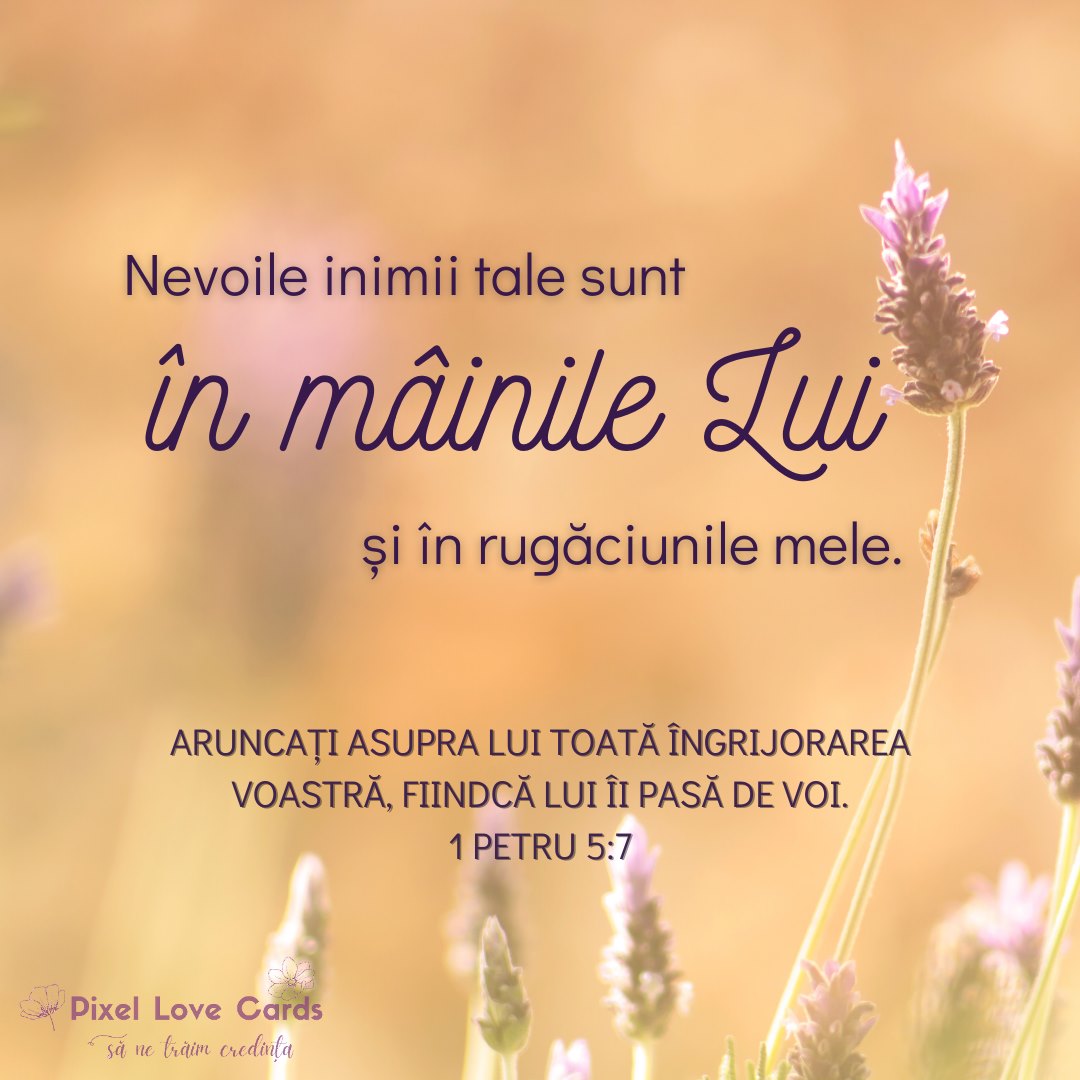 Nevoile inimii tale sunt
în mâinile Lui
și în rugăciunile mele.
ARUNCAȚI ASUPRA LUI TOATĂ ÎNGRIJORAREA
VOASTRĂ, FIINDCĂ LUI ÎI PASĂ DE VOI.
1 PETRU 5:7
Pixel Love Cards
să ne trăim credința